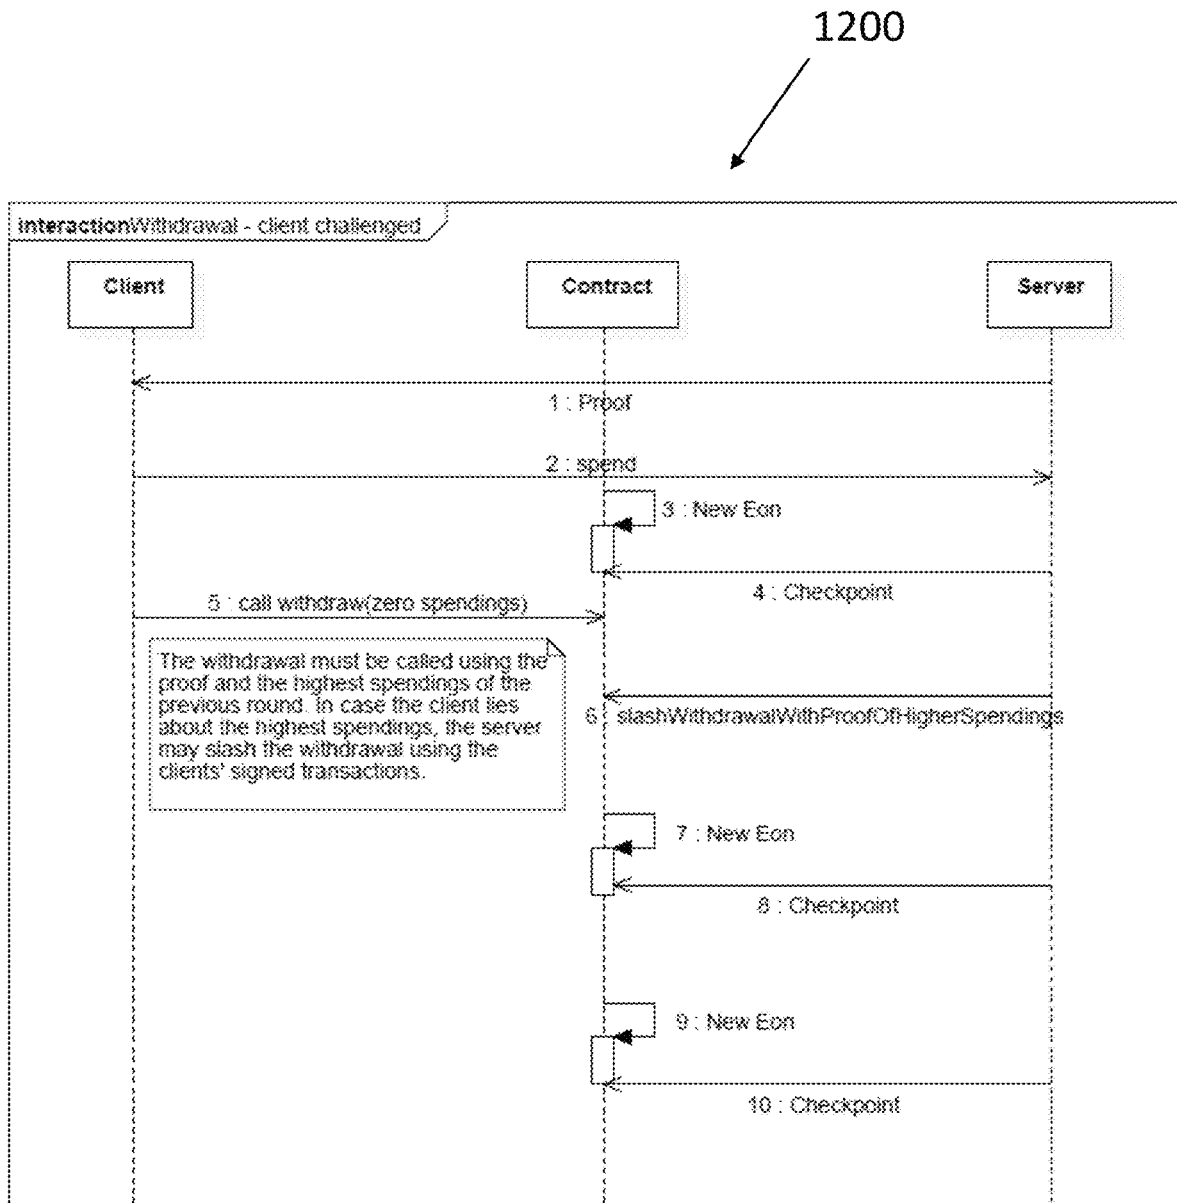 1200
interactionWithdrawal - client challenged
Client
Contract
Server
1 : Proof
2 : spend
3 : New Eon
4 : Checkpoint
5 : call withdraw(zero spendings)
The withdrawal must be called using the
proof and the highest spendings of the
previous round. In case the client lies
about the highest spendings, the server
may slash the withdrawal using the
clients' signed transactions.
6 : slashWithdrawalWithProofOfHigherSpendings
7 : New Eon
8 : Checkpoint
9 : New Eon
10 : Checkpoint